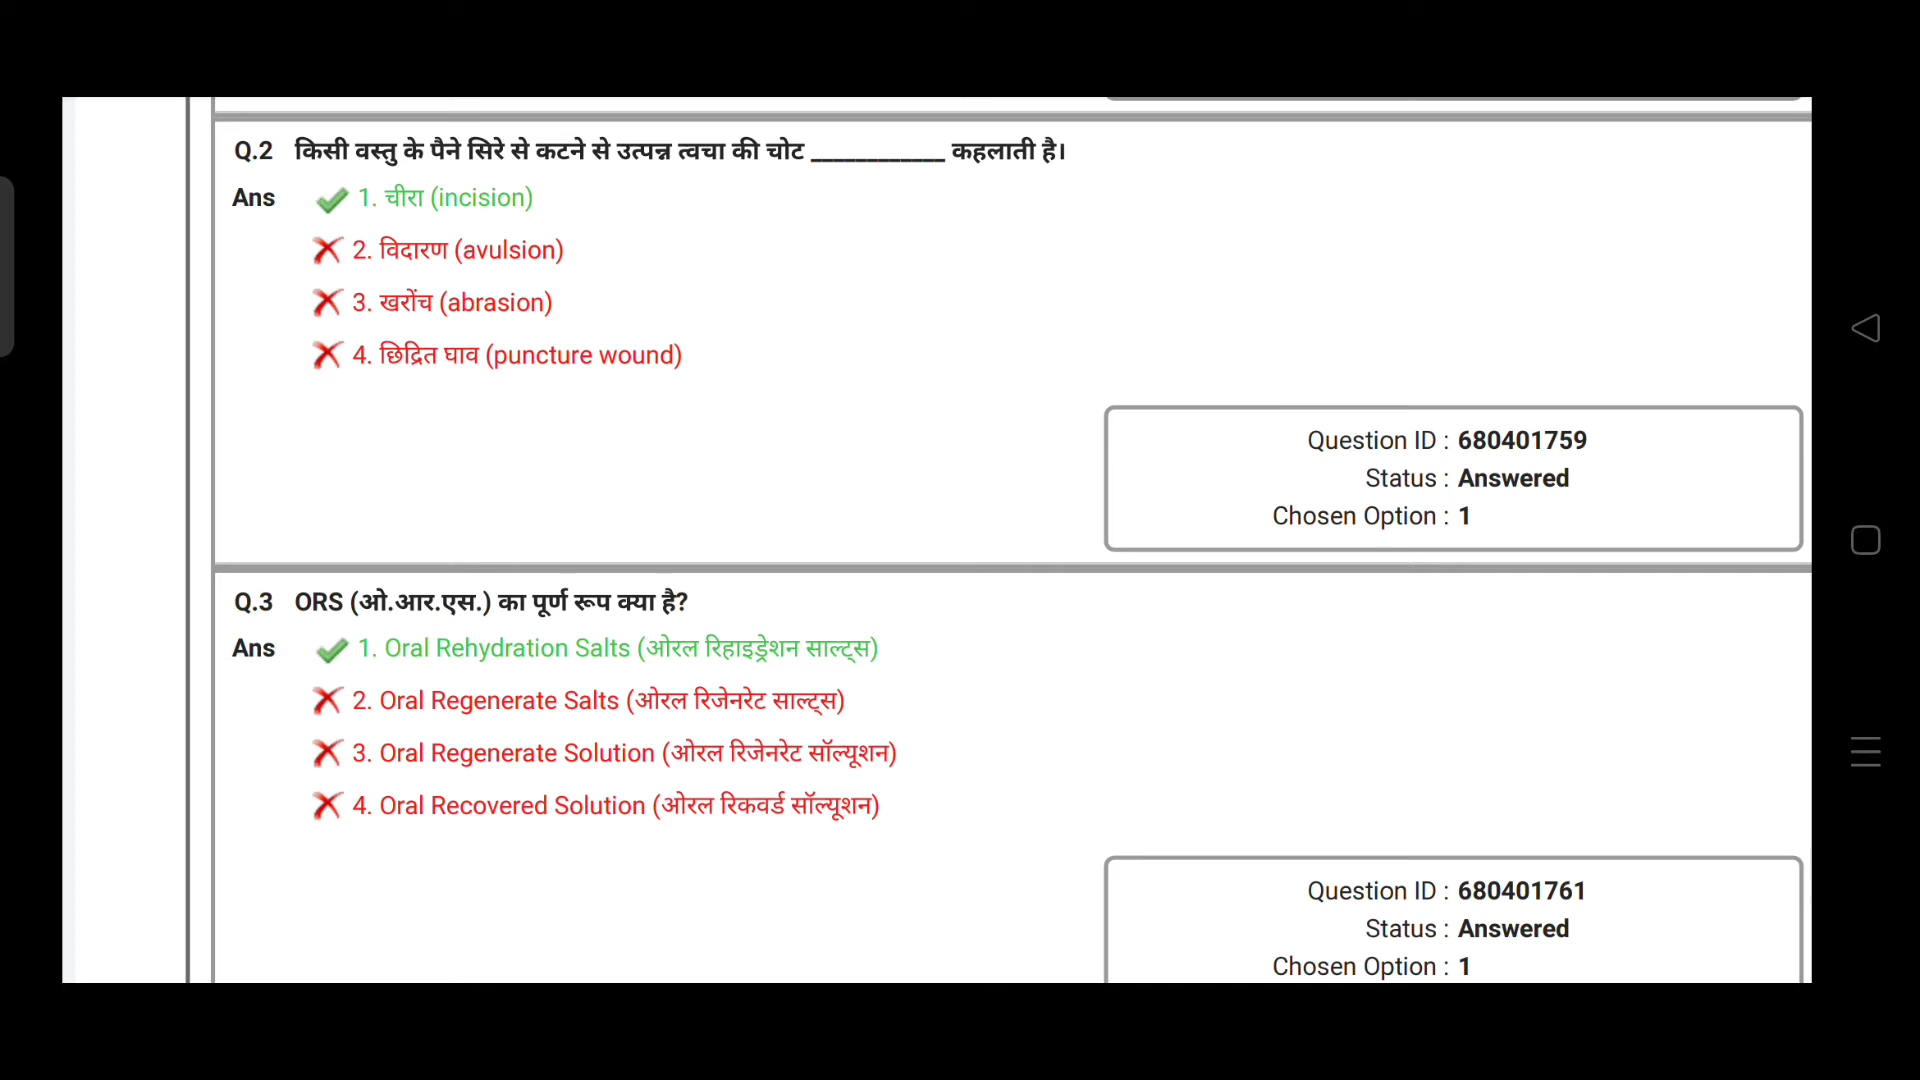 Q.2 किसी वस्तु के पैने सिरे से कटने से उत्पन्न त्वचा की चोट ____________ कहलाती है।
Ans 1. चीरा (incision)
2. विदारण (avulsion)
3. खरोंच (abrasion)
4. छिद्रित घाव (puncture wound)
Question ID : 680401759
Status : Answered
Chosen Option : 1
Q.3 ORS (ओ.आर.एस.) का पूर्ण रूप क्या है?
Ans 1. Oral Rehydration Salts (ओरल रिहाइड्रेशन साल्ट्स)
2. Oral Regenerate Salts (ओरल रिजेनरेट साल्ट्स)
3. Oral Regenerate Solution (ओरल रिजेनरेट सॉल्यूशन)
4. Oral Recovered Solution (ओरल रिकवर्ड सॉल्यूशन)
Question ID : 680401761
Status : Answered
Chosen Option : 1